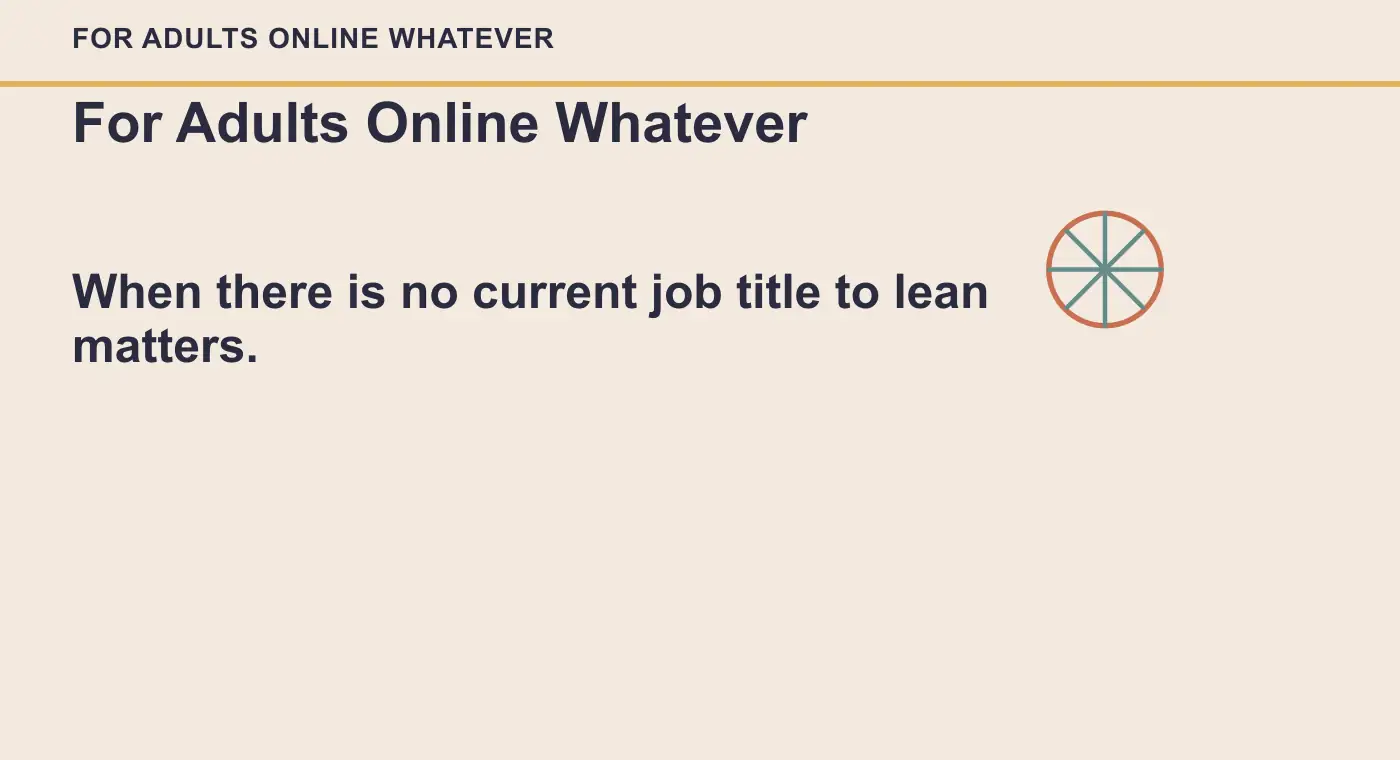 FOR ADULTS ONLINE WHATEVER
For Adults Online Whatever
When there is no current job title to lean
matters.